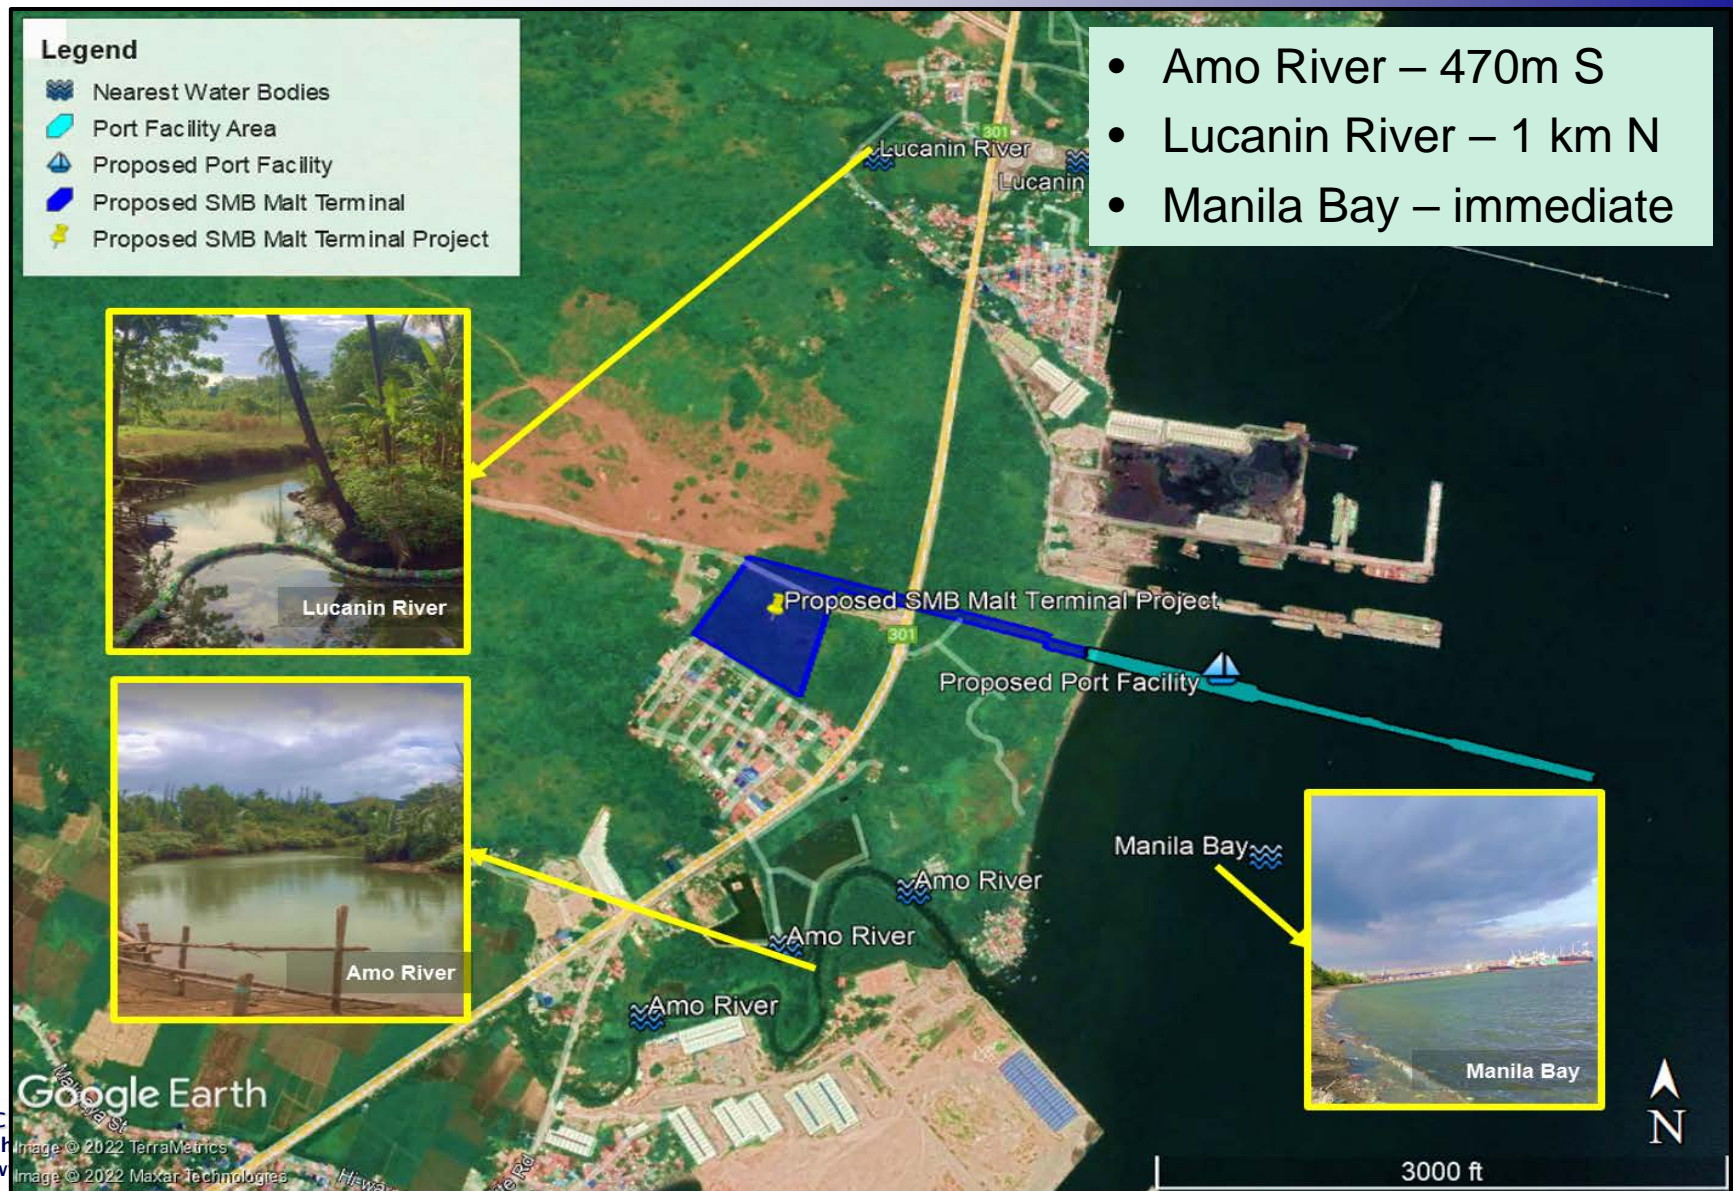 Legend
Nearest Water Bodies
Port Facility Area
Proposed Port Facility
Proposed SMB Malt Terminal
Proposed SMB Malt Terminal Project
• Amo River – 470m S
• Lucanin River – 1 km N
• Manila Bay – immediate
301
Lucanin River
Lucanin
Lucanin River
Proposed SMB Malt Terminal Project
301
Proposed Port Facility
Manila Bay
Amo River
Amo River
Amo River
Amo River
Manila Bay
N
Google Earth
Image © 2022 TerraMetrics
Image © 2022 Maxar Technologies
3000 ft